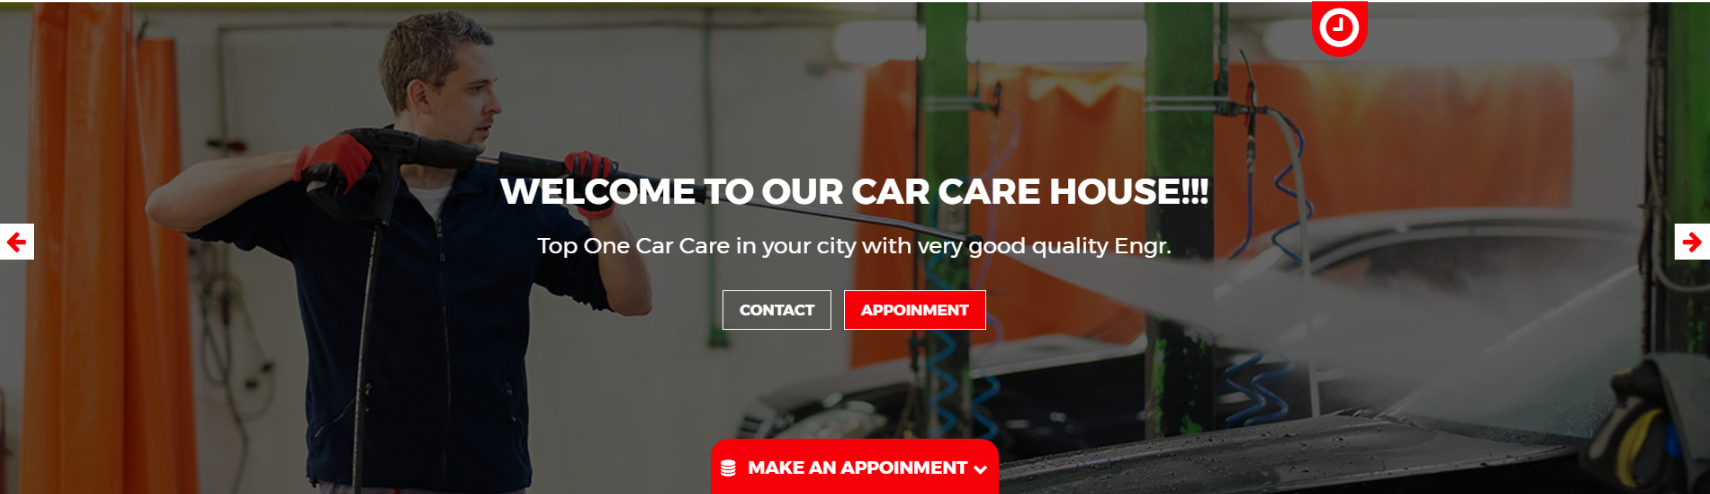 WELCOME TO OUR CAR CARE HOUSE!!!
Top One Car Care in your city with very good quality Engr.
CONTACT
APPOINMENT
MAKE AN APPOINMENT